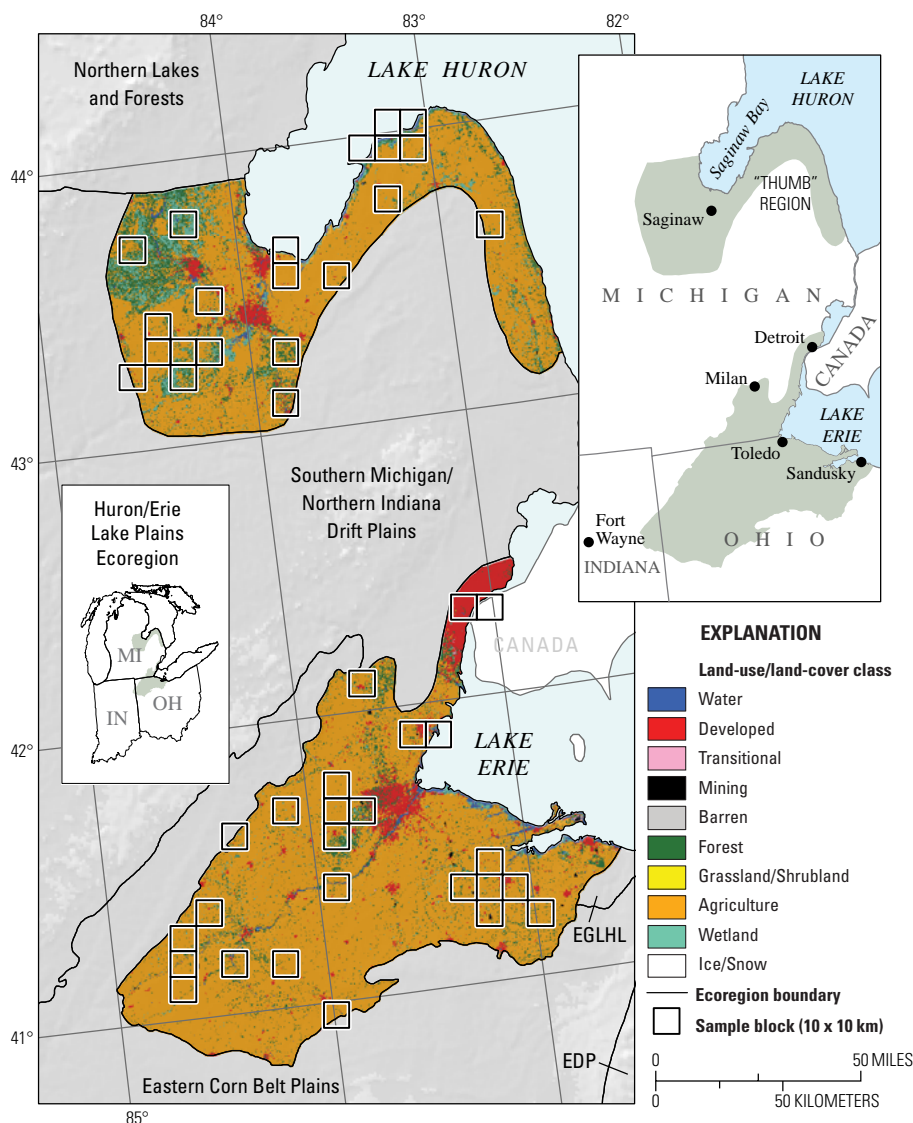 84°
83°
82°
Northern Lakes
and Forests
LAKE HURON
44°
43°
Southern Michigan/
Northern Indiana
Drift Plains
Huron/Erie
Lake Plains
Ecoregion
MI
IN
OH
CANADA
42°
LAKE
ERIE
EGLHL
41°
EDP
Eastern Corn Belt Plains
85°
LAKE
HURON
Saginaw Bay
"THUMB"
REGION
Saginaw
MICHIGAN
Detroit
CANADA
Milan
LAKE
ERIE
Toledo
Sandusky
Fort
Wayne
OHIO
INDIANA
EXPLANATION
Land-use/land-cover class
Water
Developed
Transitional
Mining
Barren
Forest
Grassland/Shrubland
Agriculture
Wetland
Ice/Snow
Ecoregion boundary
Sample block (10 x 10 km)
0 50 MILES
0 50 KILOMETERS